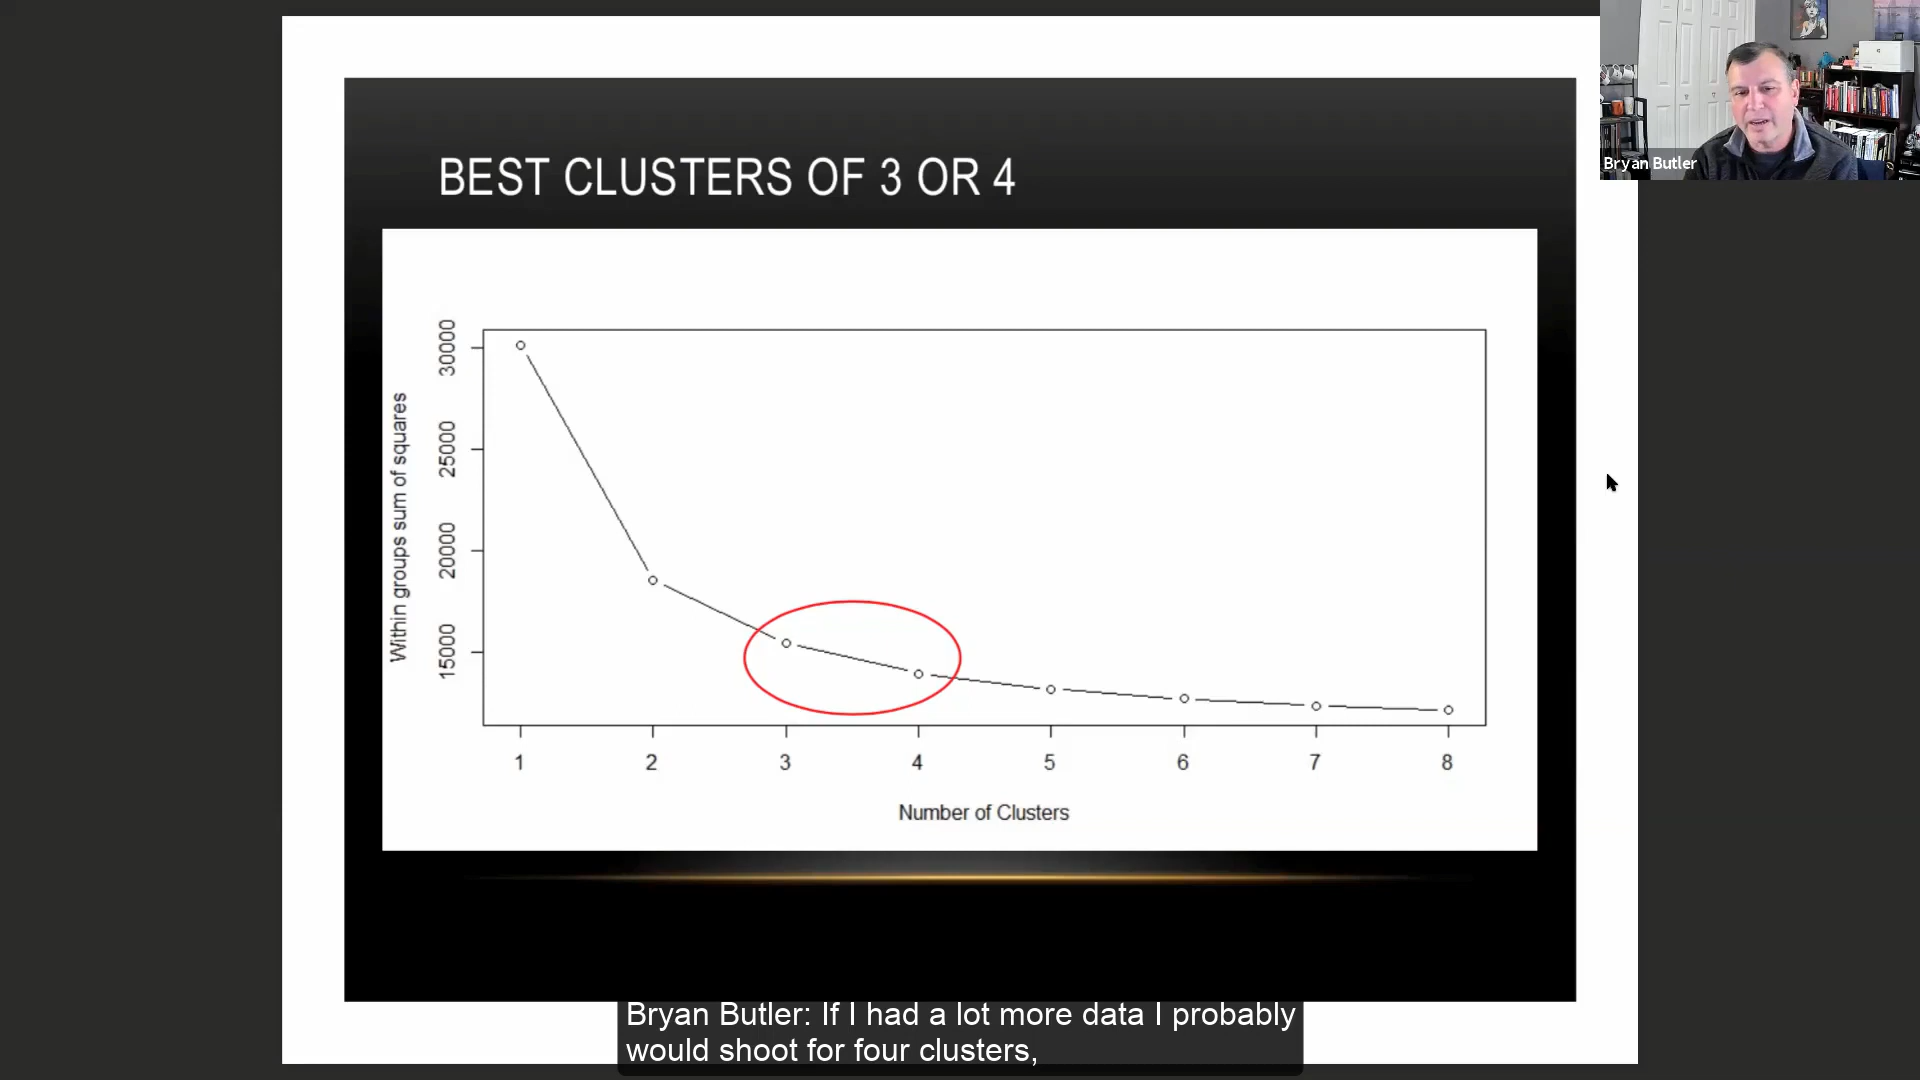 Bryan Butler
BEST CLUSTERS OF 3 OR 4
Within groups sum of squares
30000
25000
20000
15000
1 2 3 4 5 6 7 8
Number of Clusters
Bryan Butler: If I had a lot more data I probably
would shoot for four clusters,